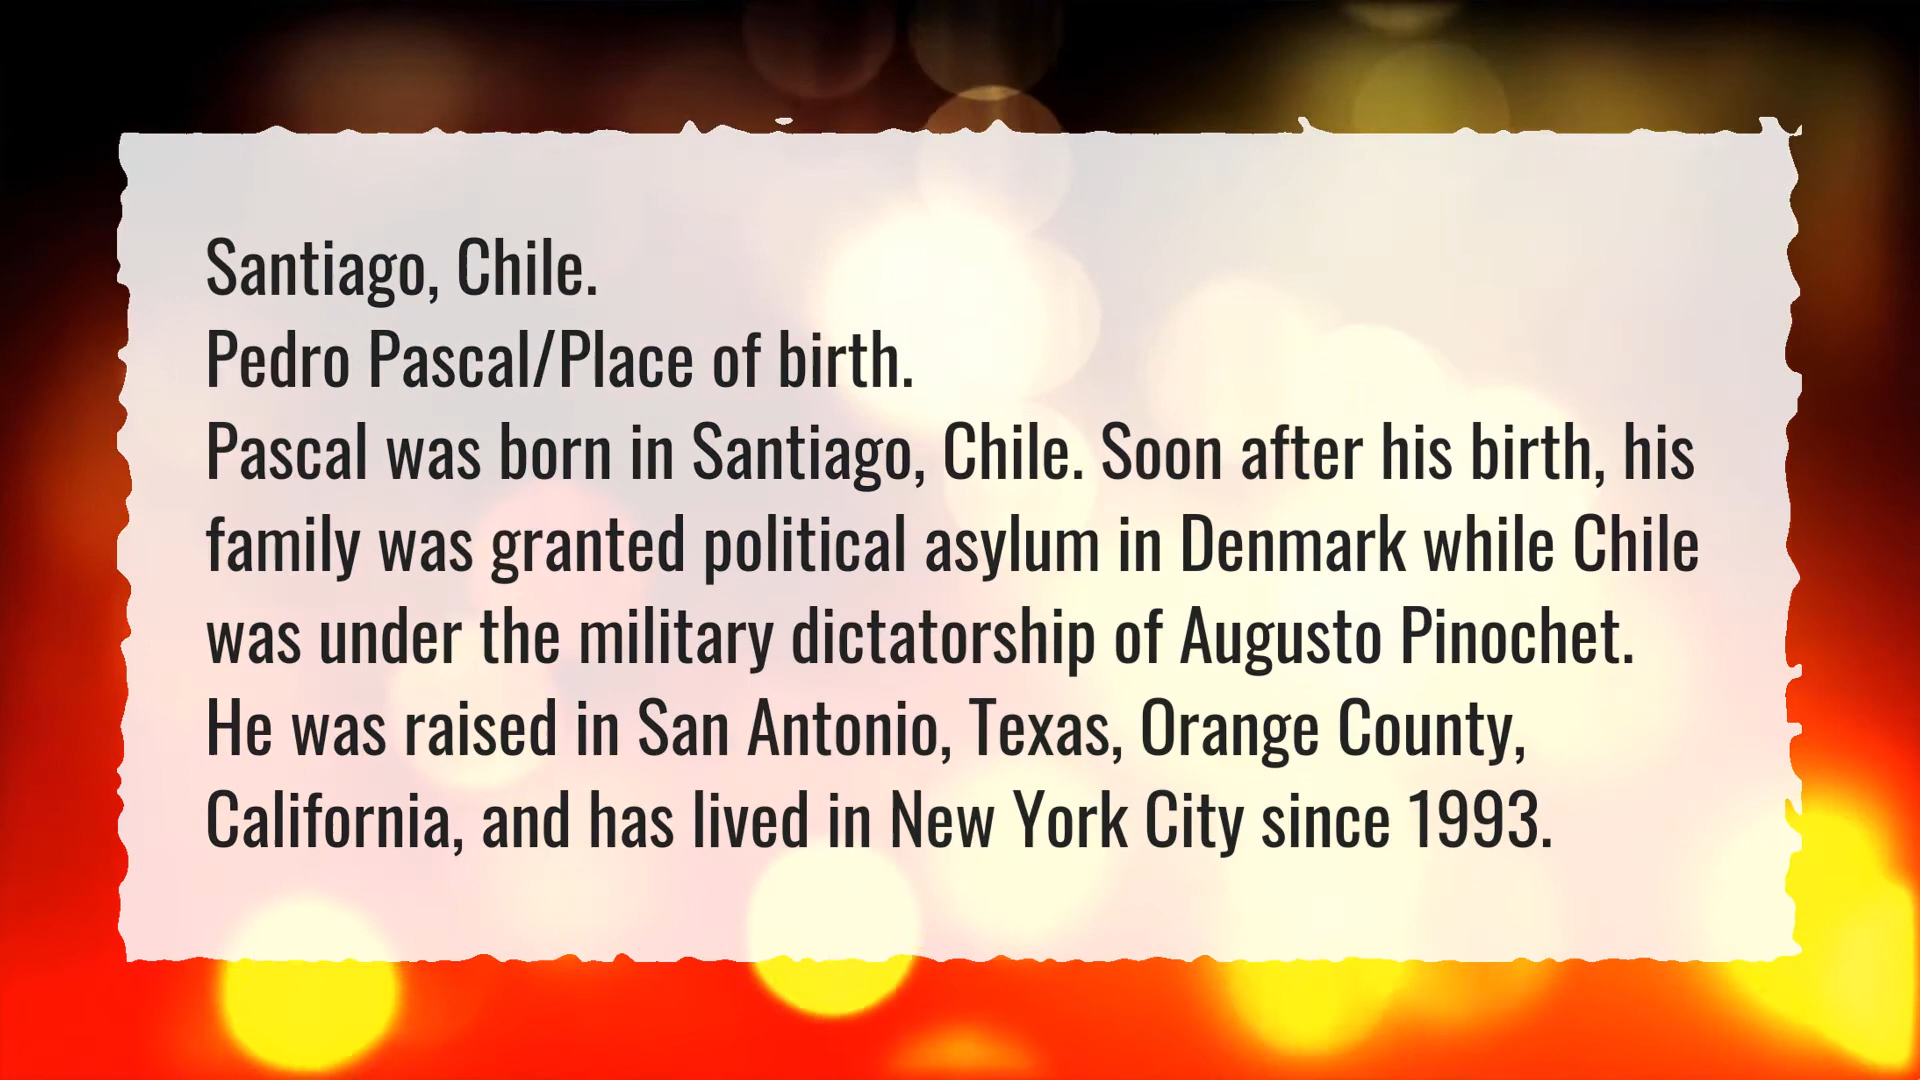 Santiago, Chile.
Pedro Pascal/Place of birth.
Pascal was born in Santiago, Chile. Soon after his birth, his
family was granted political asylum in Denmark while Chile
was under the military dictatorship of Augusto Pinochet.
He was raised in San Antonio, Texas, Orange County,
California, and has lived in New York City since 1993.